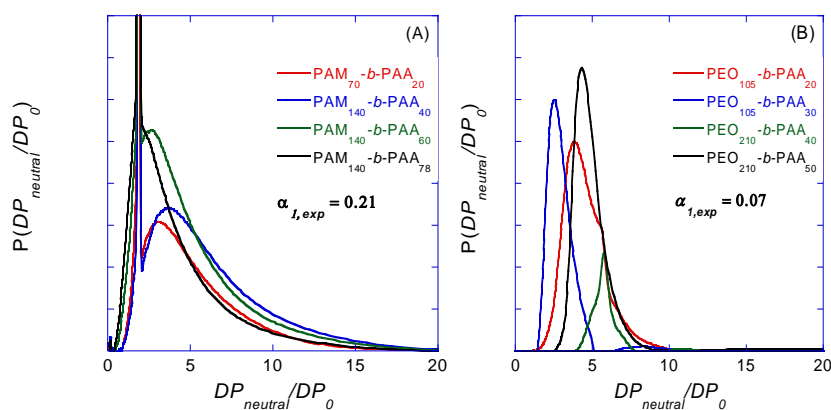 (A)
PAM70-b-PAA20
PAM140-b-PAA40
PAM140-b-PAA60
PAM140-b-PAA78
α1,exp = 0.21
P(DPneutral/DP0)
0 5 10 15 20
DPneutral/DP0
(B)
PEO105-b-PAA20
PEO105-b-PAA30
PEO210-b-PAA40
PEO210-b-PAA50
α1,exp = 0.07
P(DPneutral/DP0)
0 5 10 15 20
DPneutral/DP0